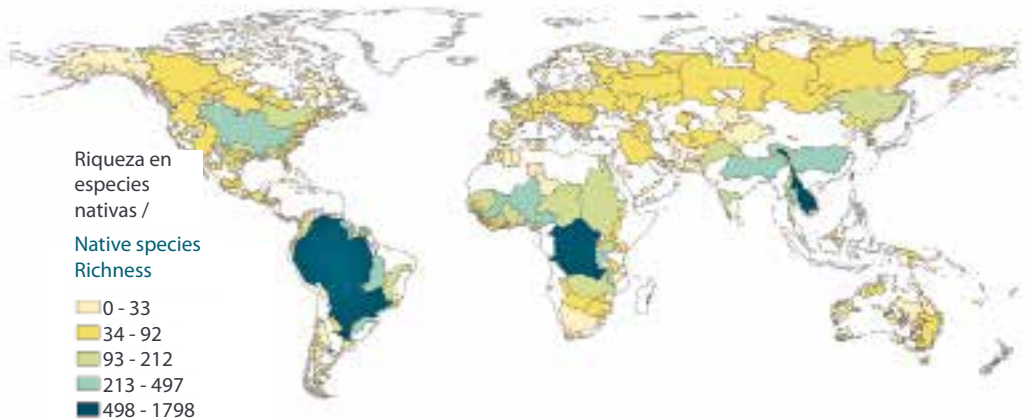 Riqueza en
especies
nativas /
Native species
Richness
0 - 33
34 - 92
93 - 212
213 - 497
498 - 1798